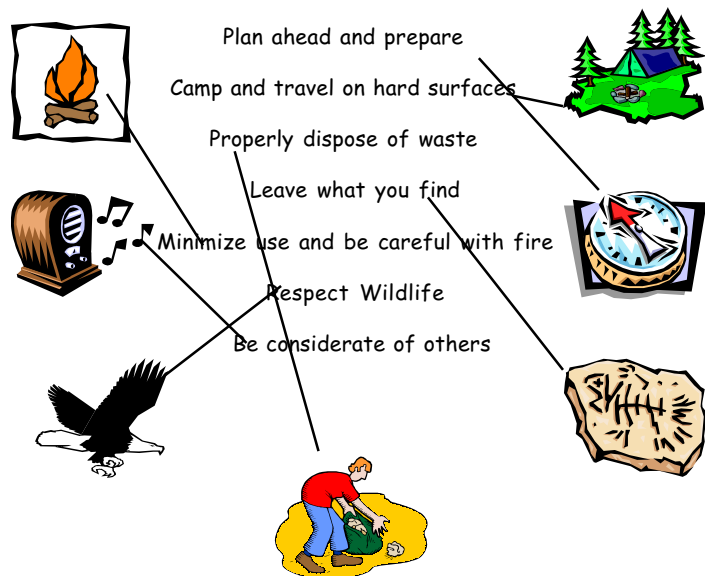 Plan ahead and prepare
Camp and travel on hard surfaces
Properly dispose of waste
Leave what you find
Minimize use and be careful with fire
Respect Wildlife
Be considerate of others